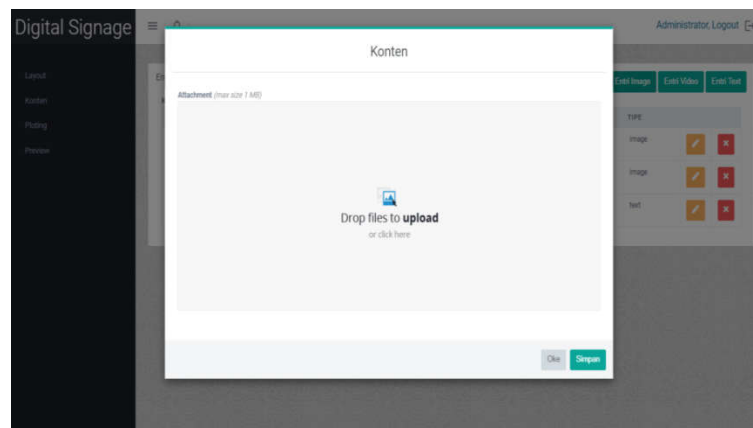 Digital Signage
Administrator, Logout
Konten
Layout
Konten
Ploting
Preview
Entri Image
Entri Video
Entri Text
Attachment (max size 1 MB)
TIPE
image
image
text
Drop files to upload
or click here
Oke
Simpan